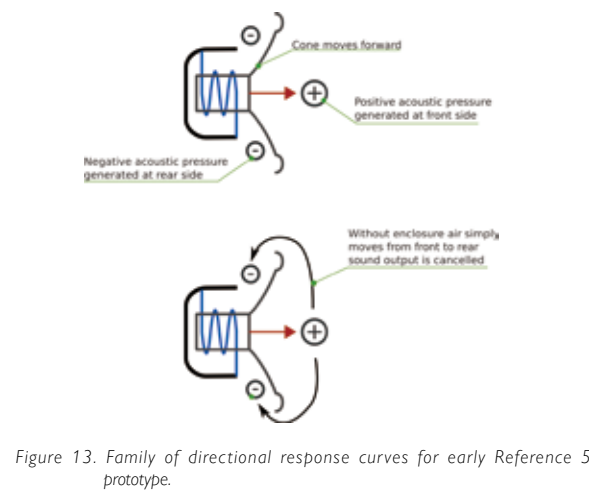 Cone moves forward
Positive acoustic pressure
generated at front side
Negative acoustic pressure
generated at rear side
Without enclosure air simply
moves from front to rear
sound output is cancelled
Figure 13. Family of directional response curves for early Reference 5
prototype.